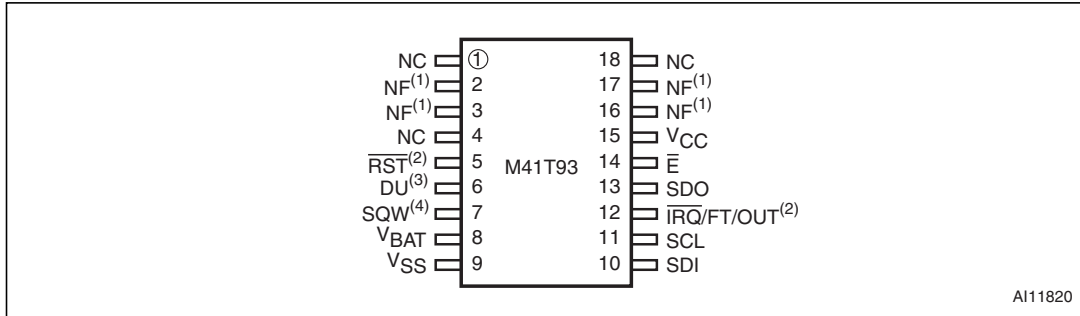 NC 1 18 NC
NF(1) 2 17 NF(1)
NF(1) 3 16 NF(1)
NC 4 15 VCC
R̅S̅T̅(2) 5 M41T93 14 E̅
DU(3) 6 13 SDO
SQW(4) 7 12 I̅R̅Q̅/FT/OUT(2)
VBAT 8 11 SCL
VSS 9 10 SDI
AI11820